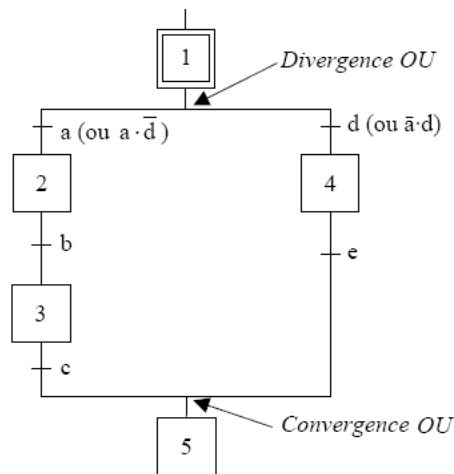 1
Divergence OU
a (ou a · d̅)
d (ou ā·d)
2
4
b
e
3
c
Convergence OU
5